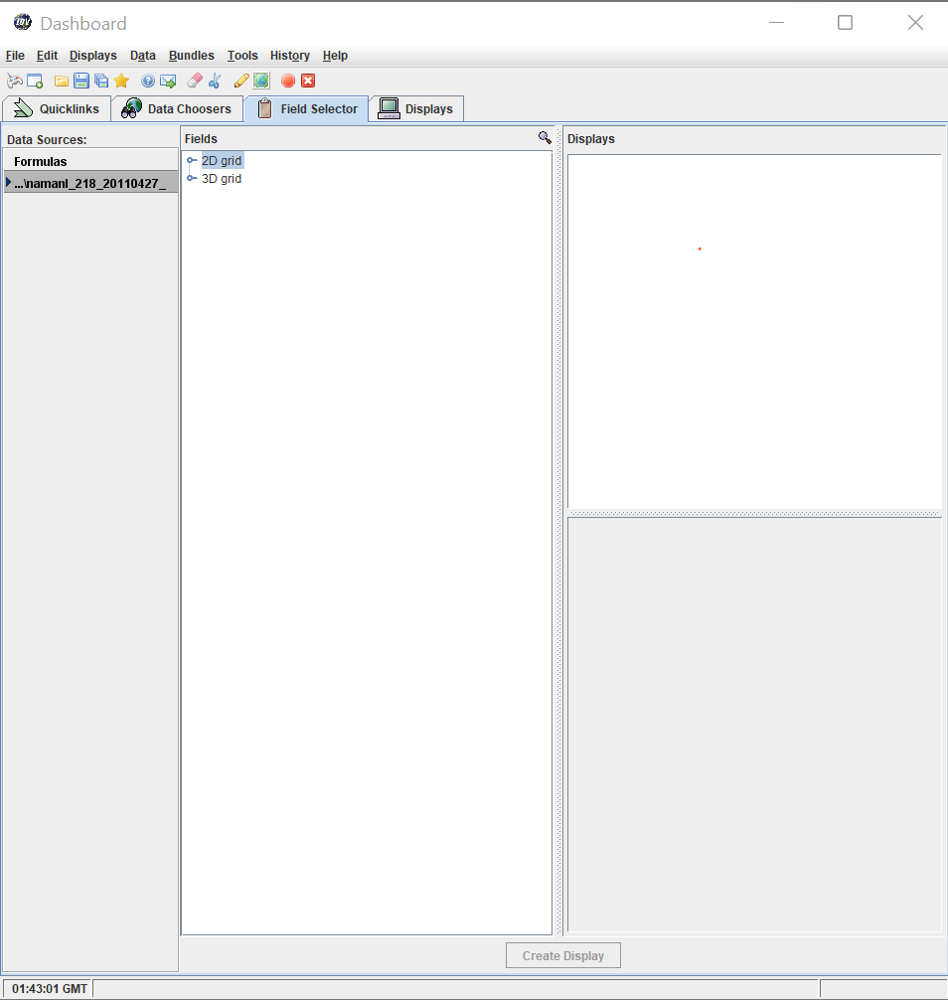 IDV Dashboard
File Edit Displays Data Bundles Tools History Help
Quicklinks Data Choosers Field Selector Displays
Data Sources:
Formulas
...\namanl_218_20110427_
Fields
2D grid
3D grid
Displays
Create Display
01:43:01 GMT